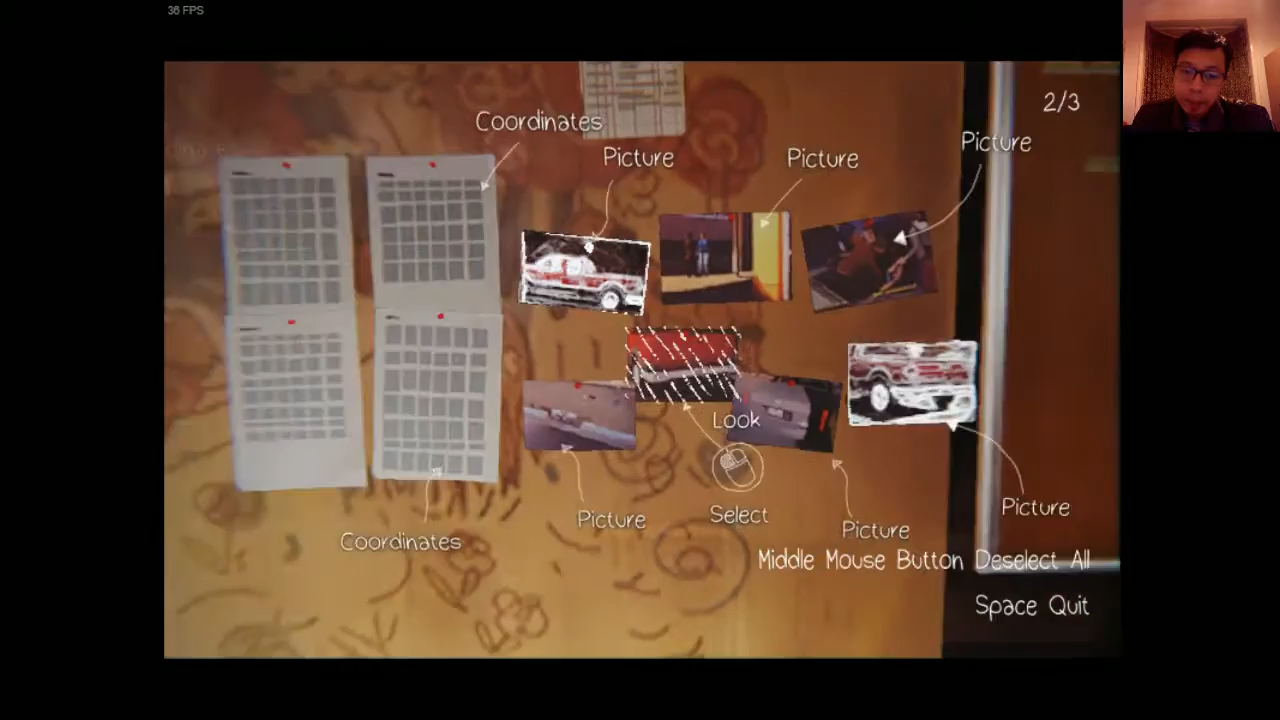 36 FPS
2/3
Coordinates
Picture
Picture
Picture
Look
Select
Picture
Picture
Picture
Coordinates
Middle Mouse Button Deselect All
Space Quit